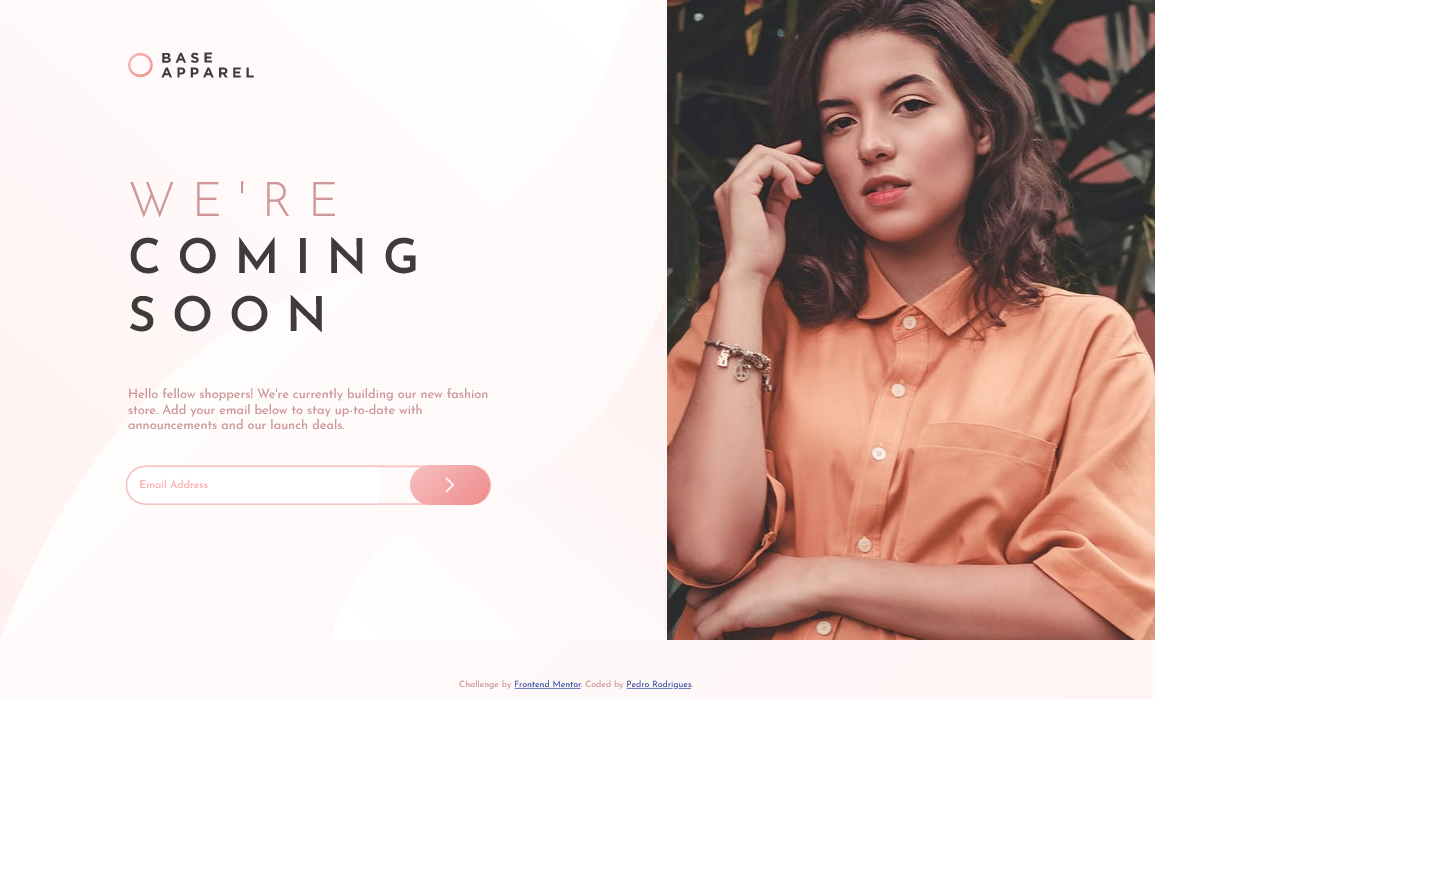 BASE
APPAREL
WE'RE
COMING
SOON
Hello fellow shoppers! We're currently building our new fashion
store. Add your email below to stay up-to-date with
announcements and our launch deals.
Email Address
Challenge by Frontend Mentor. Coded by Pedro Rodrigues.